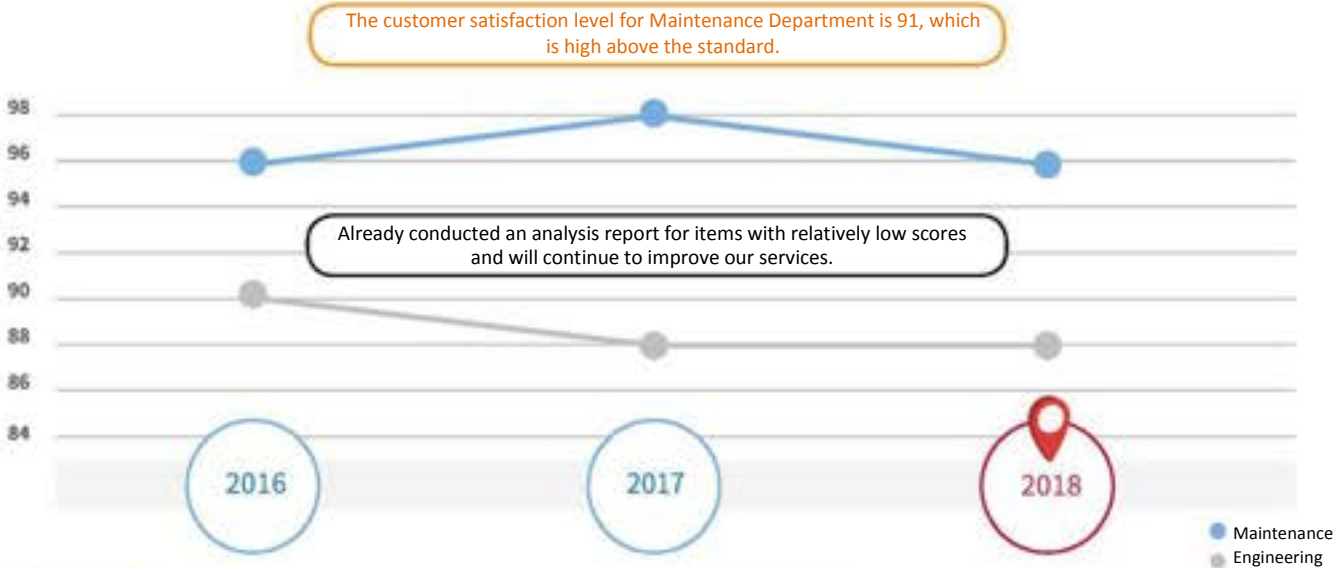 The customer satisfaction level for Maintenance Department is 91, which
is high above the standard.
98
96
94
Already conducted an analysis report for items with relatively low scores
and will continue to improve our services.
92
90
88
86
84
2016
2017
2018
Maintenance
Engineering